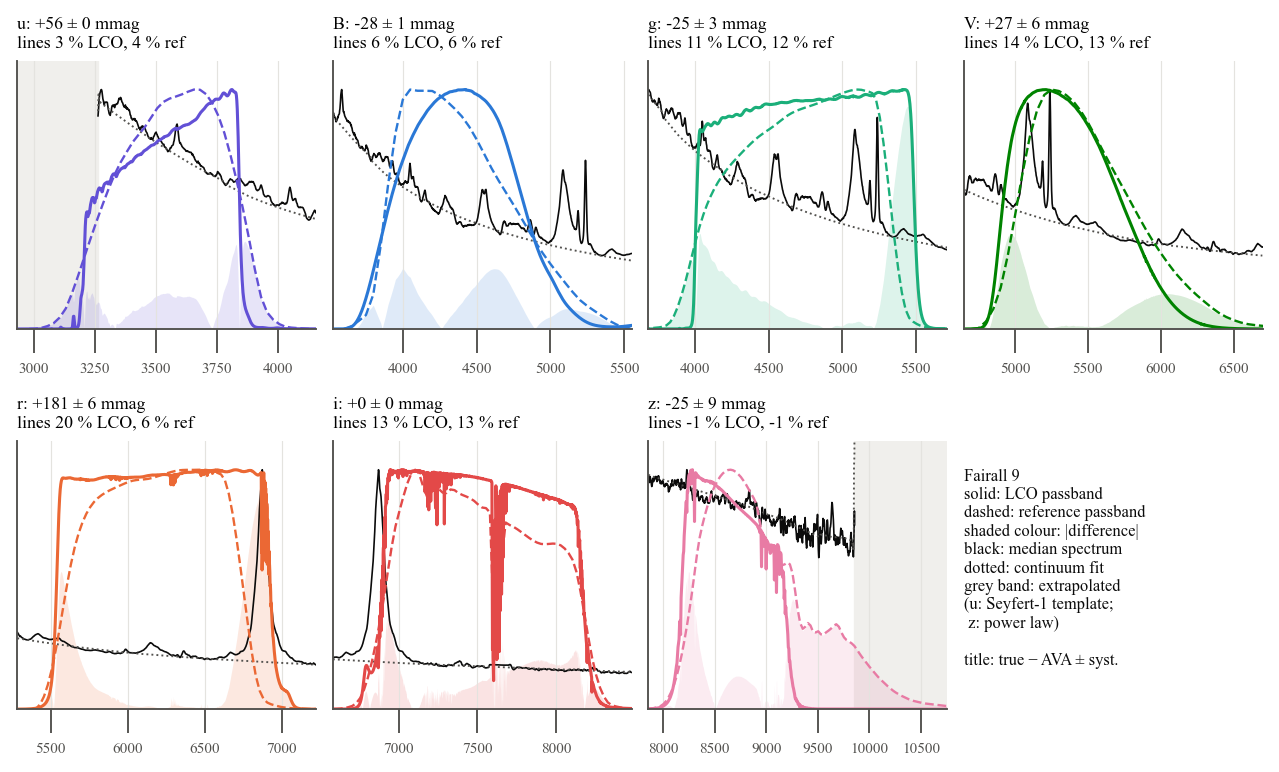 u: +56 ± 0 mmag
lines 3 % LCO, 4 % ref
3000 3250 3500 3750 4000
B: -28 ± 1 mmag
lines 6 % LCO, 6 % ref
4000 4500 5000 5500
g: -25 ± 3 mmag
lines 11 % LCO, 12 % ref
4000 4500 5000 5500
V: +27 ± 6 mmag
lines 14 % LCO, 13 % ref
5000 5500 6000 6500
r: +181 ± 6 mmag
lines 20 % LCO, 6 % ref
5500 6000 6500 7000
i: +0 ± 0 mmag
lines 13 % LCO, 13 % ref
7000 7500 8000
z: -25 ± 9 mmag
lines -1 % LCO, -1 % ref
8000 8500 9000 9500 10000 10500
Fairall 9
solid: LCO passband
dashed: reference passband
shaded colour: |difference|
black: median spectrum
dotted: continuum fit
grey band: extrapolated
(u: Seyfert-1 template;
z: power law)
title: true − AVA ± syst.